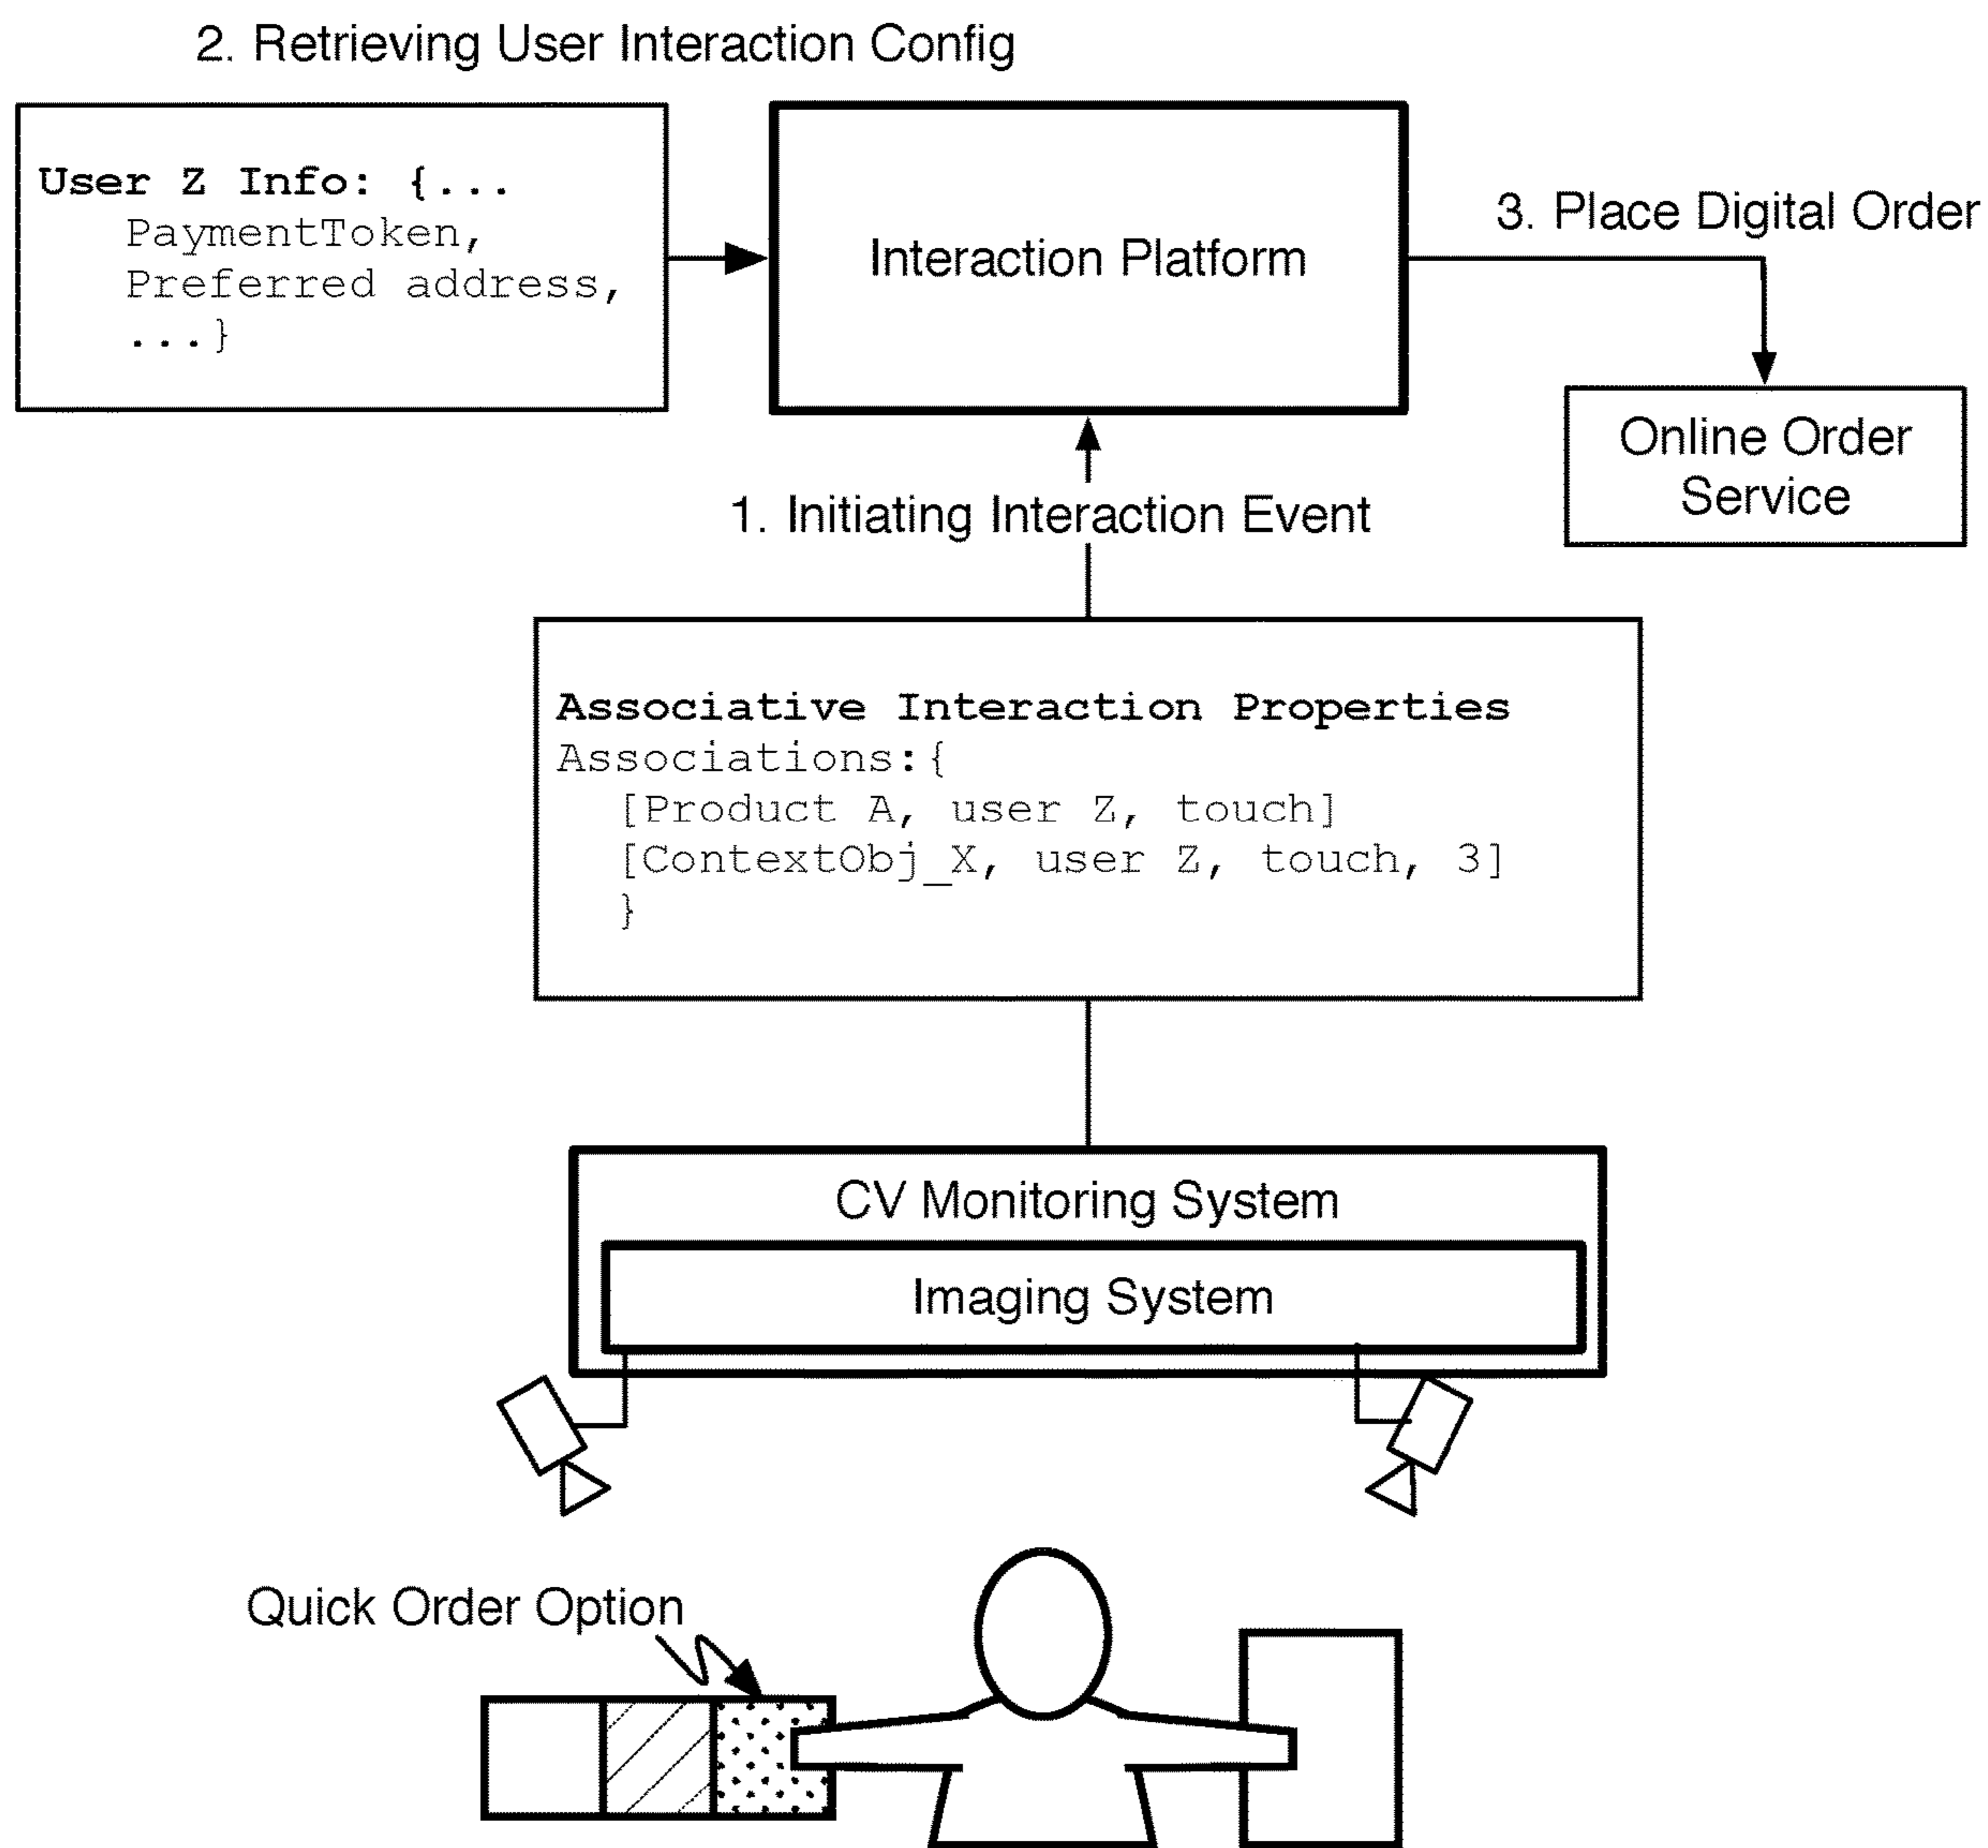 2. Retrieving User Interaction Config
User Z Info: {...
PaymentToken,
Preferred address,
...}
Interaction Platform
3. Place Digital Order
Online Order
Service
1. Initiating Interaction Event
Associative Interaction Properties
Associations:{
[Product A, user Z, touch]
[ContextObj_X, user Z, touch, 3]
}
CV Monitoring System
Imaging System
Quick Order Option